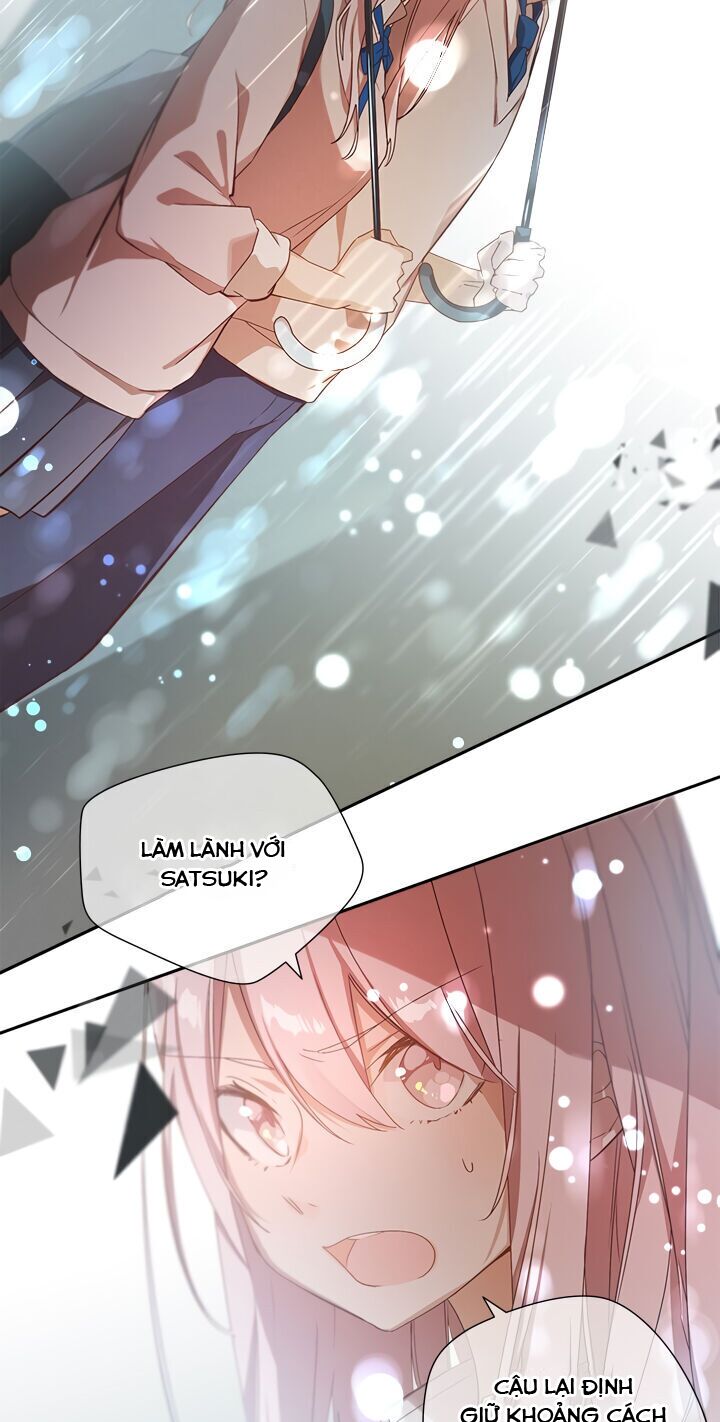 LÀM LÀNH VỚI
SATSUKI?
CẬU LẠI ĐỊNH
GIỮ KHOẢNG CÁCH